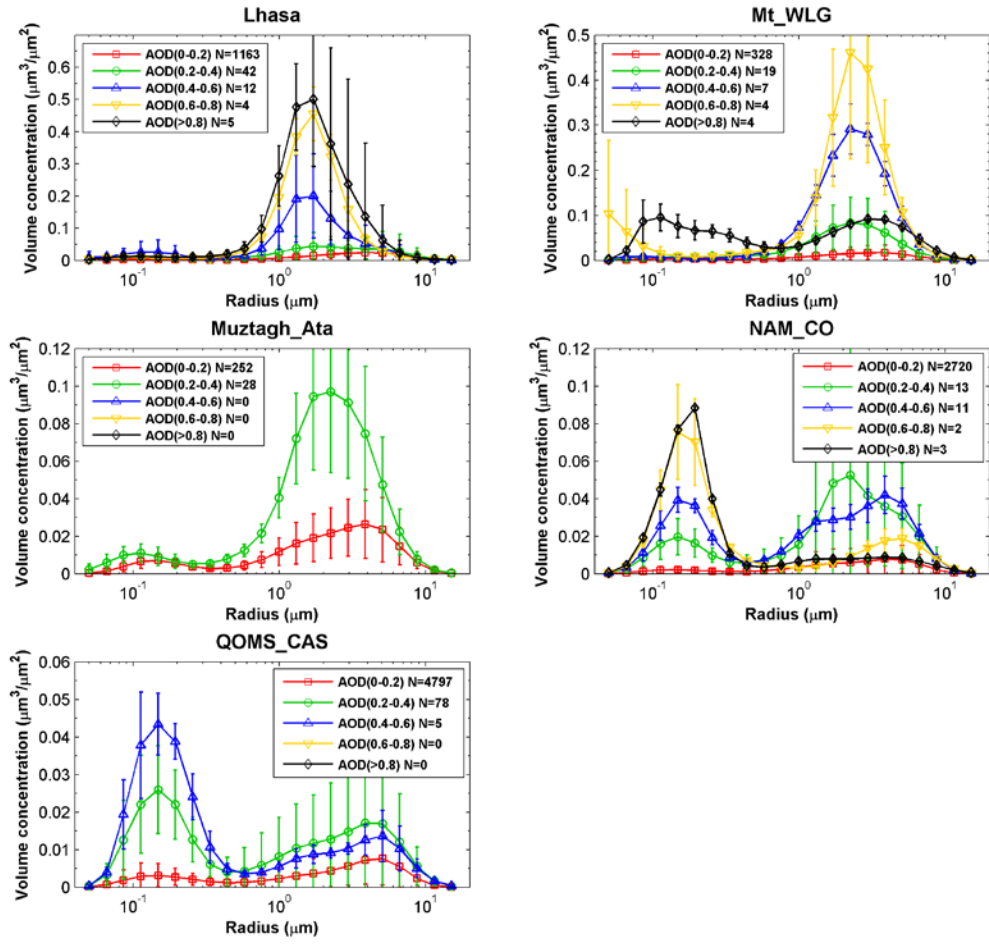 Lhasa
Volume concentration (μm³/μm²)
0.6
0.5
0.4
0.3
0.2
0.1
0
AOD(0-0.2) N=1163
AOD(0.2-0.4) N=42
AOD(0.4-0.6) N=12
AOD(0.6-0.8) N=4
AOD(>0.8) N=5
10⁻¹ 10⁰ 10¹
Radius (μm)
Mt_WLG
Volume concentration (μm³/μm²)
0.5
0.4
0.3
0.2
0.1
0
AOD(0-0.2) N=328
AOD(0.2-0.4) N=19
AOD(0.4-0.6) N=7
AOD(0.6-0.8) N=4
AOD(>0.8) N=4
10⁻¹ 10⁰ 10¹
Radius (μm)
Muztagh_Ata
Volume concentration (μm³/μm²)
0.12
0.1
0.08
0.06
0.04
0.02
0
AOD(0-0.2) N=252
AOD(0.2-0.4) N=28
AOD(0.4-0.6) N=0
AOD(0.6-0.8) N=0
AOD(>0.8) N=0
10⁻¹ 10⁰ 10¹
Radius (μm)
NAM_CO
Volume concentration (μm³/μm²)
0.12
0.1
0.08
0.06
0.04
0.02
0
AOD(0-0.2) N=2720
AOD(0.2-0.4) N=13
AOD(0.4-0.6) N=11
AOD(0.6-0.8) N=2
AOD(>0.8) N=3
10⁻¹ 10⁰ 10¹
Radius (μm)
QOMS_CAS
Volume concentration (μm³/μm²)
0.06
0.05
0.04
0.03
0.02
0.01
0
AOD(0-0.2) N=4797
AOD(0.2-0.4) N=78
AOD(0.4-0.6) N=5
AOD(0.6-0.8) N=0
AOD(>0.8) N=0
10⁻¹ 10⁰ 10¹
Radius (μm)